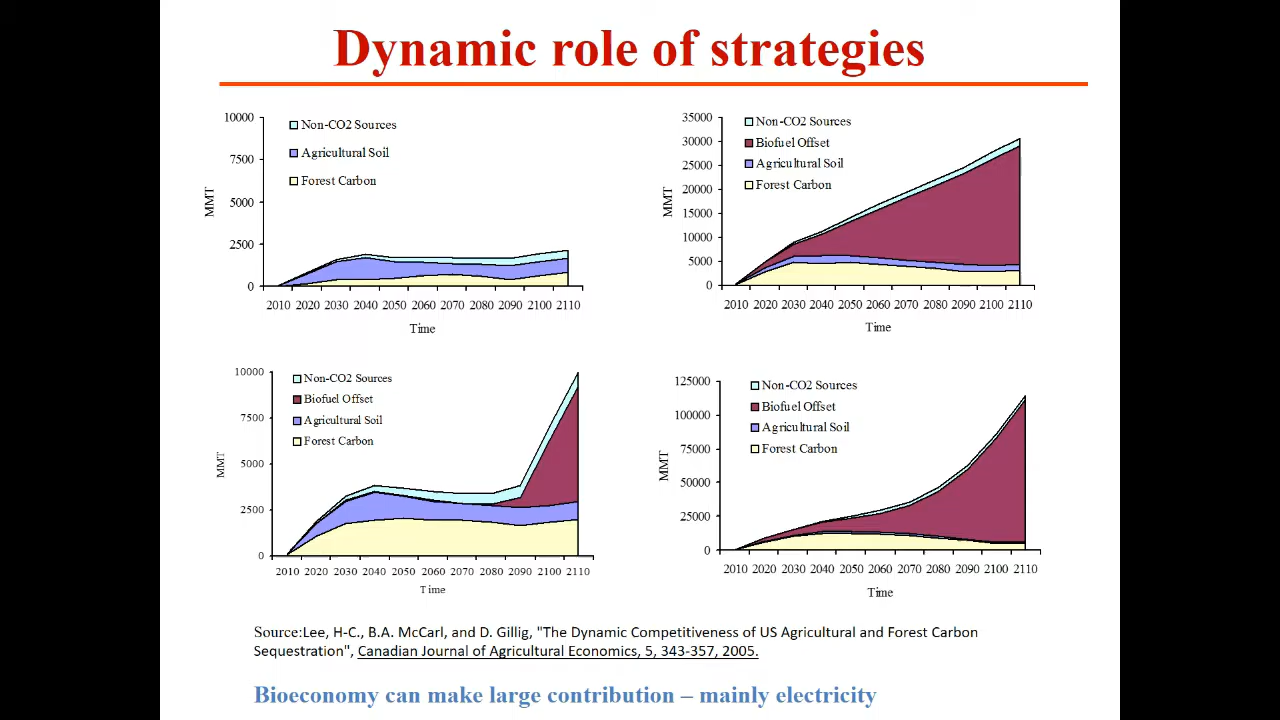 Dynamic role of strategies
10000
7500
5000
2500
0
MMT
Non-CO2 Sources
Agricultural Soil
Forest Carbon
2010 2020 2030 2040 2050 2060 2070 2080 2090 2100 2110
Time
35000
30000
25000
20000
15000
10000
5000
0
MMT
Non-CO2 Sources
Biofuel Offset
Agricultural Soil
Forest Carbon
2010 2020 2030 2040 2050 2060 2070 2080 2090 2100 2110
Time
10000
7500
5000
2500
0
MMT
Non-CO2 Sources
Biofuel Offset
Agricultural Soil
Forest Carbon
2010 2020 2030 2040 2050 2060 2070 2080 2090 2100 2110
Time
125000
100000
75000
50000
25000
0
MMT
Non-CO2 Sources
Biofuel Offset
Agricultural Soil
Forest Carbon
2010 2020 2030 2040 2050 2060 2070 2080 2090 2100 2110
Time
Source:Lee, H-C., B.A. McCarl, and D. Gillig, "The Dynamic Competitiveness of US Agricultural and Forest Carbon
Sequestration", Canadian Journal of Agricultural Economics, 5, 343-357, 2005.
Bioeconomy can make large contribution – mainly electricity